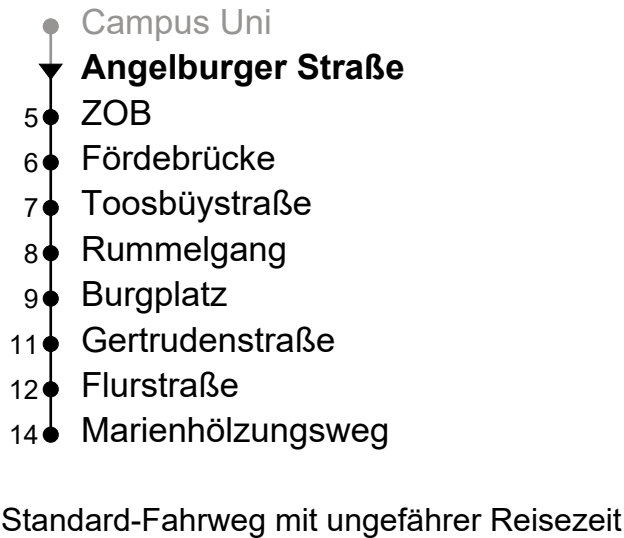 Campus Uni
Angelburger Straße
5 ZOB
6 Fördebrücke
7 Toosbüystraße
8 Rummelgang
9 Burgplatz
11 Gertrudenstraße
12 Flurstraße
14 Marienhölzungsweg
Standard-Fahrweg mit ungefährer Reisezeit